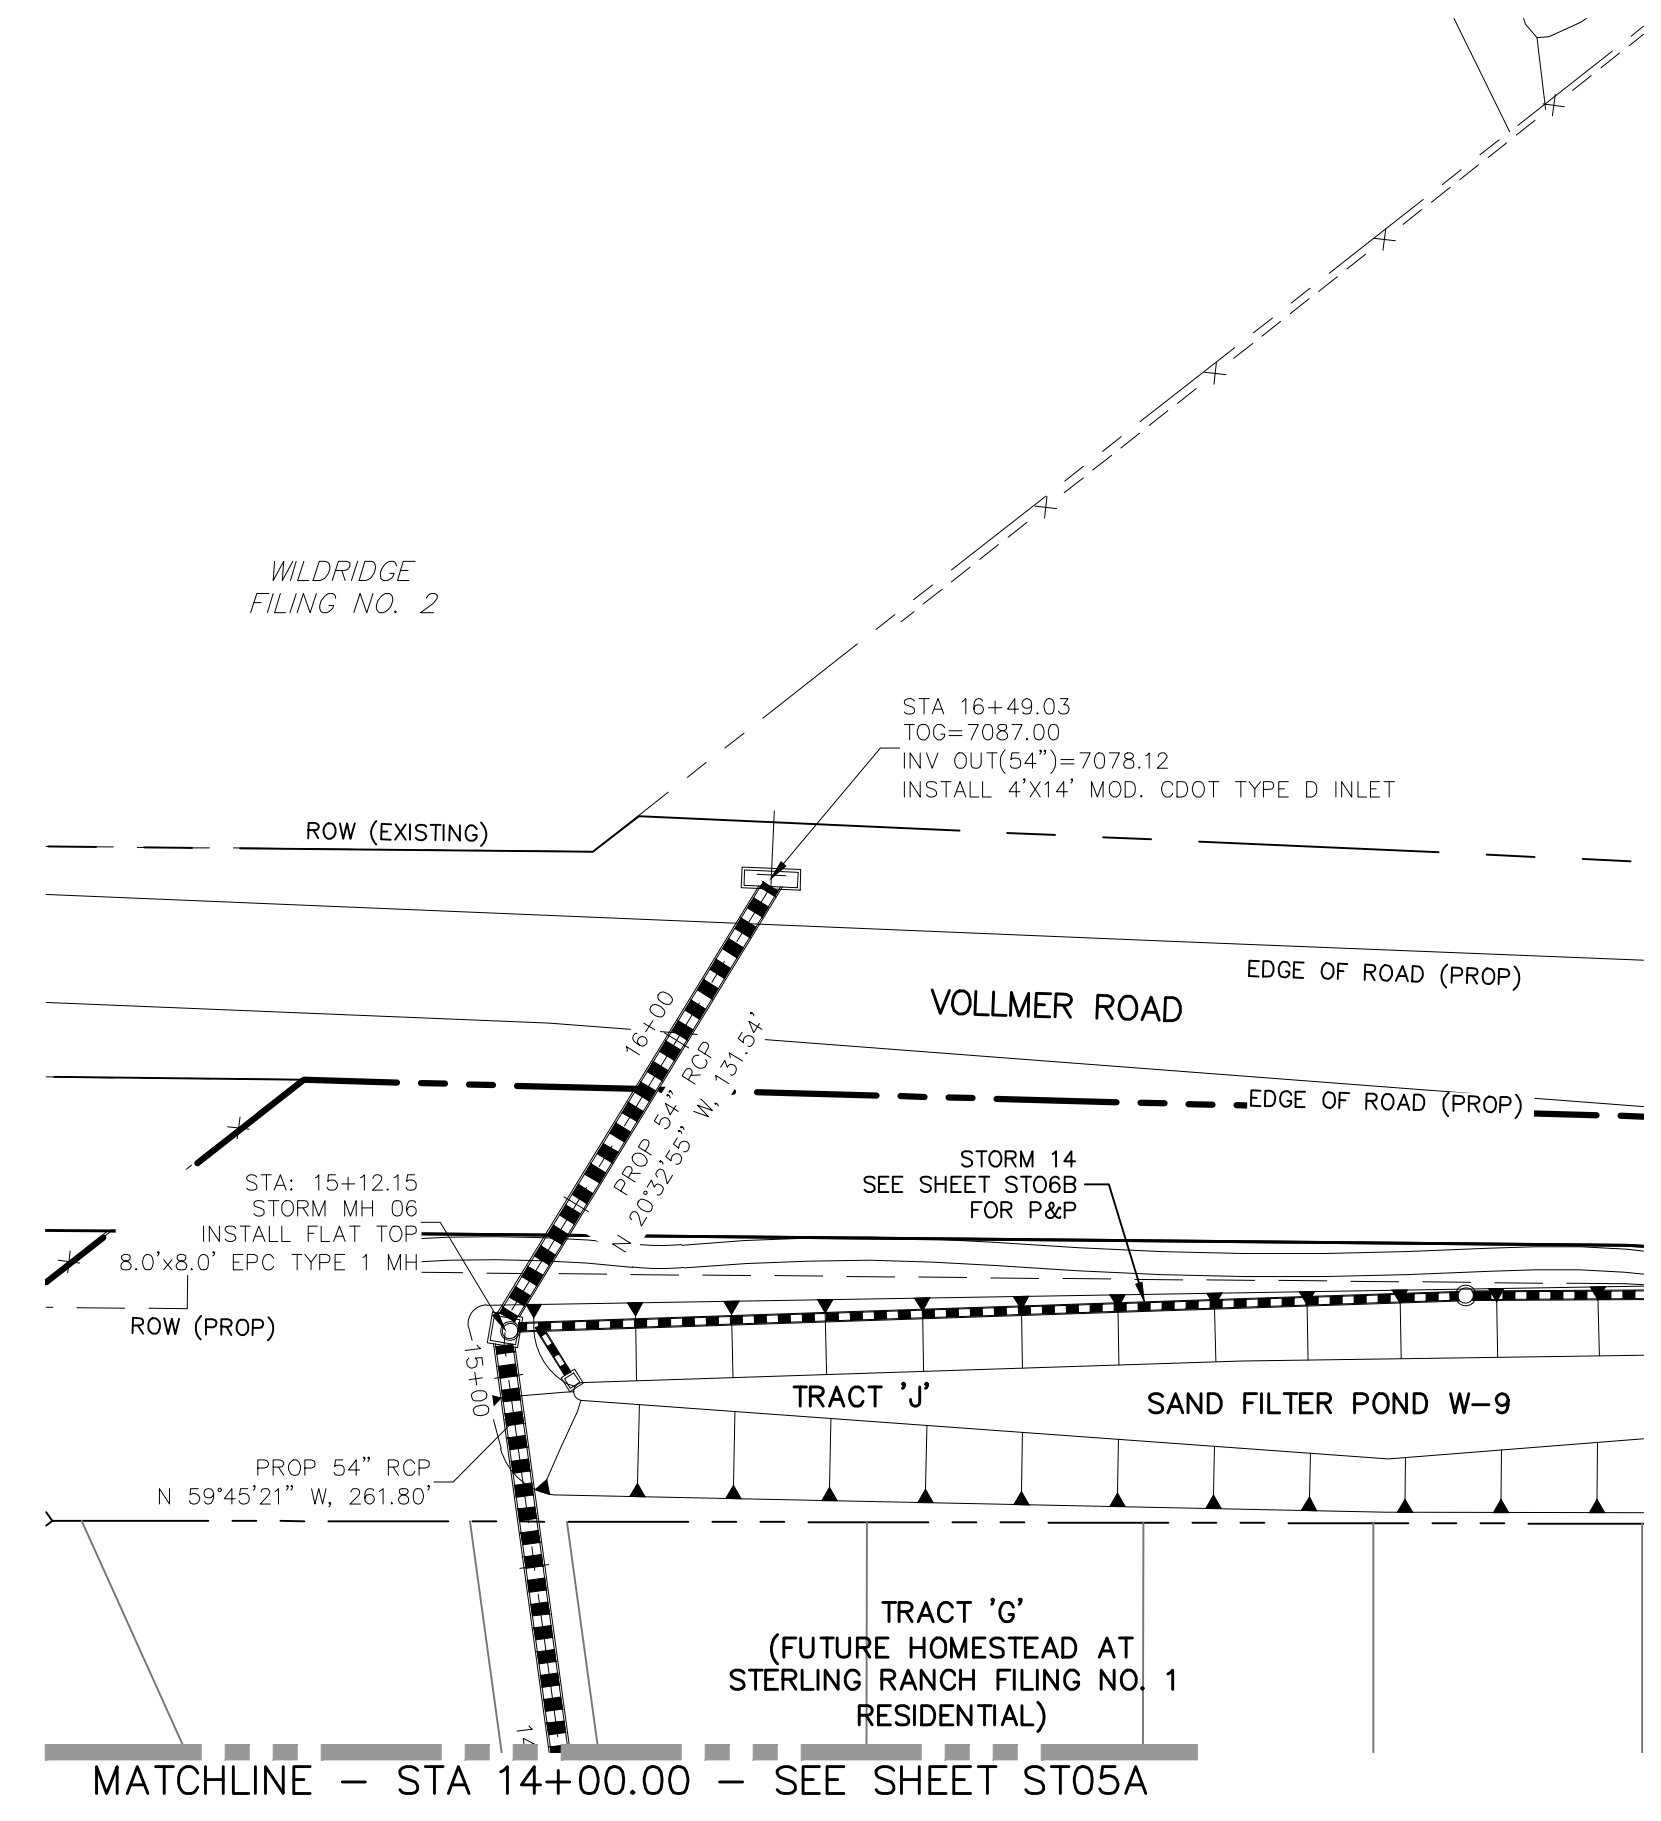 WILDRIDGE
FILING NO. 2
STA 16+49.03
TOG=7087.00
INV OUT(54")=7078.12
INSTALL 4'X14' MOD. CDOT TYPE D INLET
ROW (EXISTING)
EDGE OF ROAD (PROP)
VOLLMER ROAD
16+00
PROP 54" RCP
N 20°32'55" W, 131.54'
EDGE OF ROAD (PROP)
STORM 14
SEE SHEET ST06B
FOR P&P
STA: 15+12.15
STORM MH 06
INSTALL FLAT TOP
8.0'x8.0' EPC TYPE 1 MH
ROW (PROP)
15+00
TRACT 'J'
SAND FILTER POND W-9
PROP 54" RCP
N 59°45'21" W, 261.80'
TRACT 'G'
(FUTURE HOMESTEAD AT
STERLING RANCH FILING NO. 1
RESIDENTIAL)
MATCHLINE - STA 14+00.00 - SEE SHEET ST05A